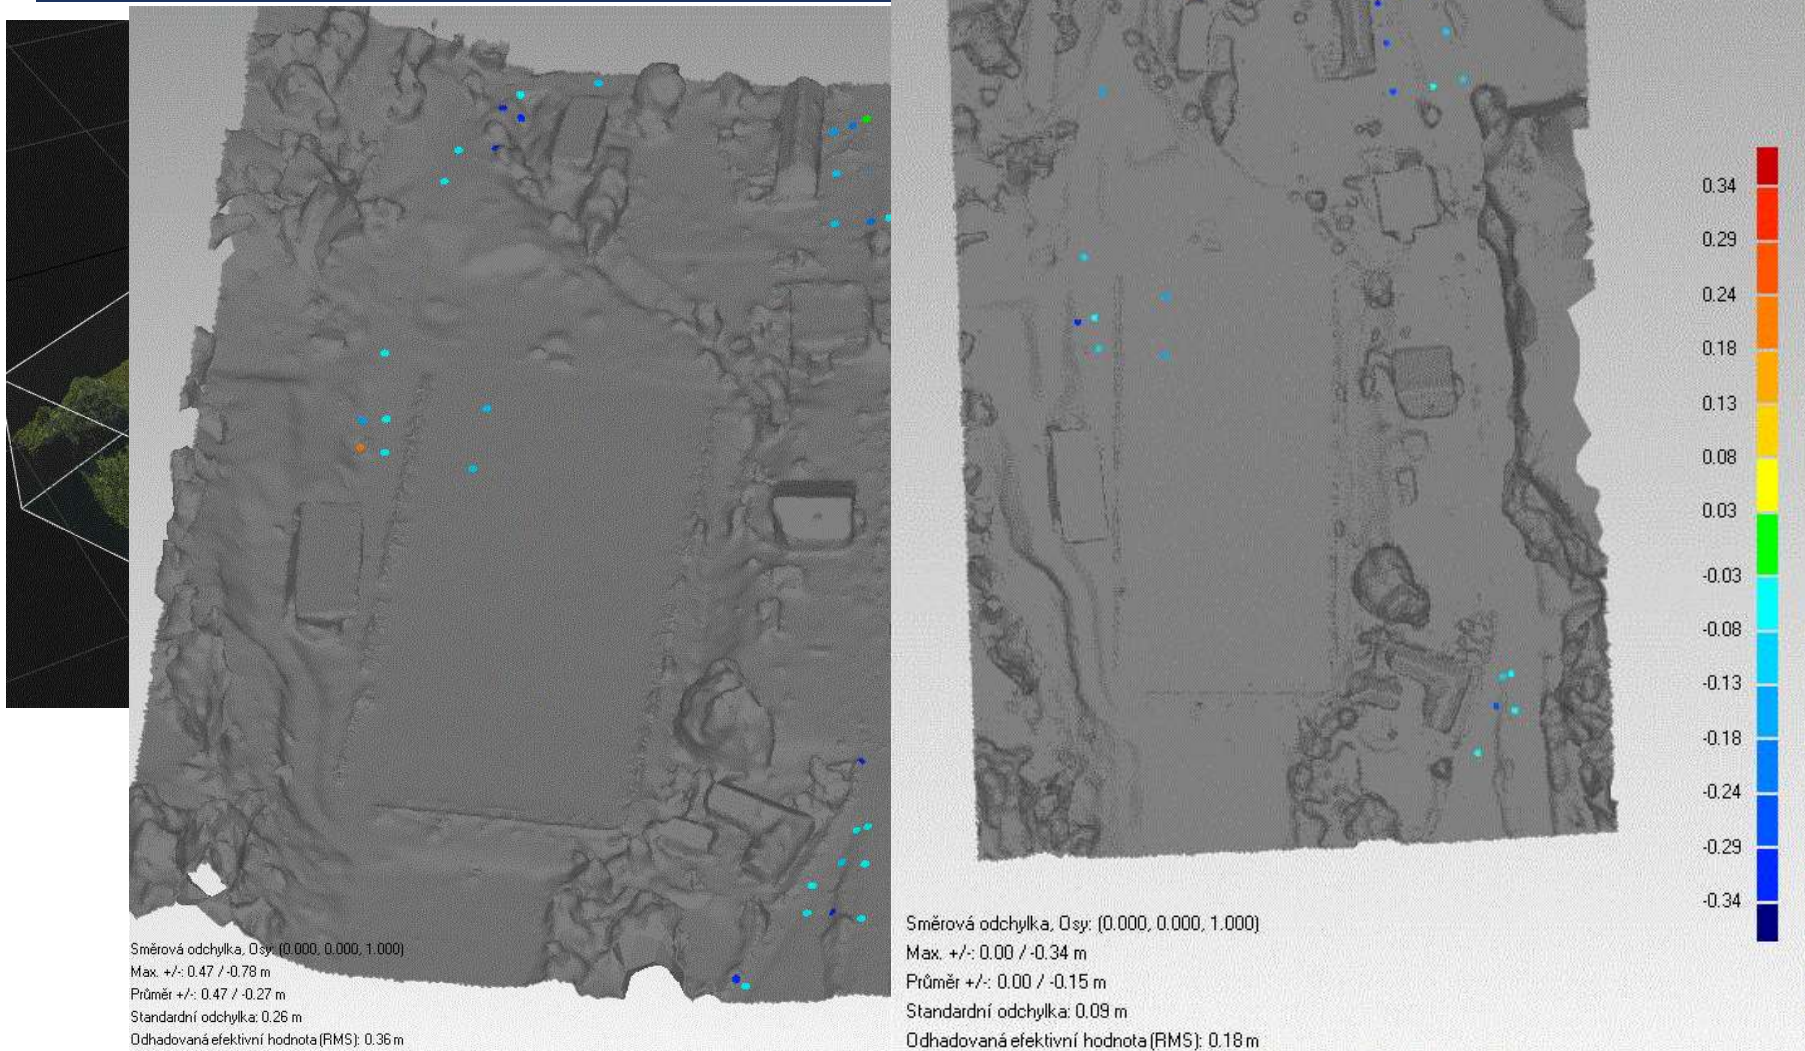 Směrová odchylka, Osy: (0.000, 0.000, 1.000)
Max. +/-: 0.47 / -0.78 m
Průměr +/-: 0.47 / -0.27 m
Standardní odchylka: 0.26 m
Odhadovaná efektivní hodnota (RMS): 0.36 m
Směrová odchylka, Osy: (0.000, 0.000, 1.000)
Max. +/-: 0.00 / -0.34 m
Průměr +/-: 0.00 / -0.15 m
Standardní odchylka: 0.09 m
Odhadovaná efektivní hodnota (RMS): 0.18 m
0.34
0.29
0.24
0.18
0.13
0.08
0.03
-0.03
-0.08
-0.13
-0.18
-0.24
-0.29
-0.34